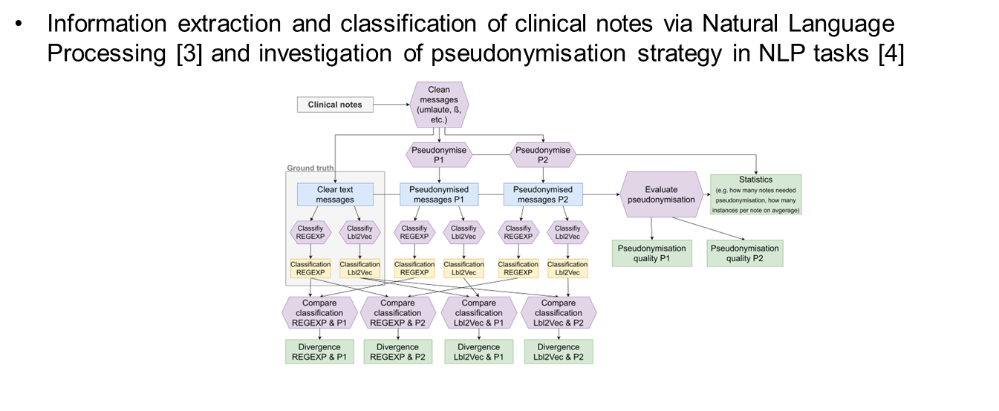 • Information extraction and classification of clinical notes via Natural Language
Processing [3] and investigation of pseudonymisation strategy in NLP tasks [4]
Clinical notes
Clean
messages
(umlaute, ß,
etc.)
Pseudonymise
P1
Pseudonymise
P2
Ground truth
Clear text
messages
Pseudonymised
messages P1
Pseudonymised
messages P2
Evaluate
pseudonymisation
Statistics
(e.g. how many notes needed
pseudonymisation, how many
instances per note on avgerage)
Classifiy
REGEXP
Classifiy
Lbl2Vec
Classifiy
REGEXP
Classifiy
Lbl2Vec
Classifiy
REGEXP
Classifiy
Lbl2Vec
Pseudonymisation
quality P1
Pseudonymisation
quality P2
Classification
REGEXP
Classification
Lbl2Vec
Classification
REGEXP
Classification
Lbl2Vec
Classification
REGEXP
Classification
Lbl2Vec
Compare
classification
REGEXP & P1
Compare
classification
REGEXP & P2
Compare
classification
Lbl2Vec & P1
Compare
classification
Lbl2Vec & P2
Divergence
REGEXP & P1
Divergence
REGEXP & P2
Divergence
Lbl2Vec & P1
Divergence
Lbl2Vec & P2